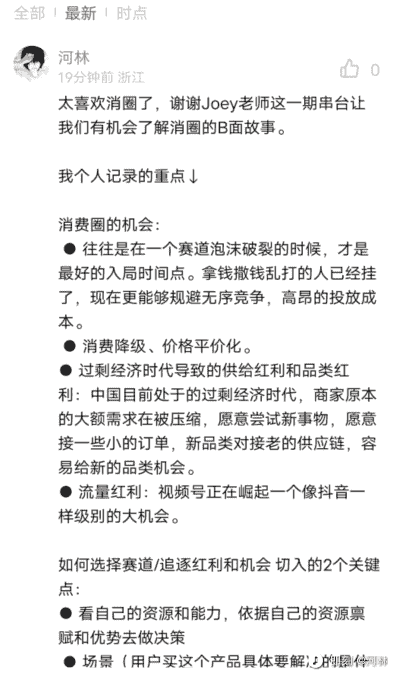 全部 | 最新 | 时点
河林
19分钟前 浙江
0
太喜欢消圈了，谢谢Joey老师这一期串台让
我们有机会了解消圈的B面故事。
我个人记录的重点↓
消费圈的机会：
● 往往是在一个赛道泡沫破裂的时候，才是
最好的入局时间点。拿钱撒钱乱打的人已经挂
了，现在更能够规避无序竞争，高昂的投放成
本。
● 消费降级、价格平价化。
● 过剩经济时代导致的供给红利和品类红
利：中国目前处于的过剩经济时代，商家原本
的大额需求在被压缩，愿意尝试新事物，愿意
接一些小的订单，新品类对接老的供应链，容
易给新的品类机会。
● 流量红利：视频号正在崛起一个像抖音一
样级别的大机会。
如何选择赛道/追逐红利和机会 切入的2个关键
点：
● 看自己的资源和能力，依据自己的资源禀
赋和优势去做决策
● 场景（用户买这个产品具体要解